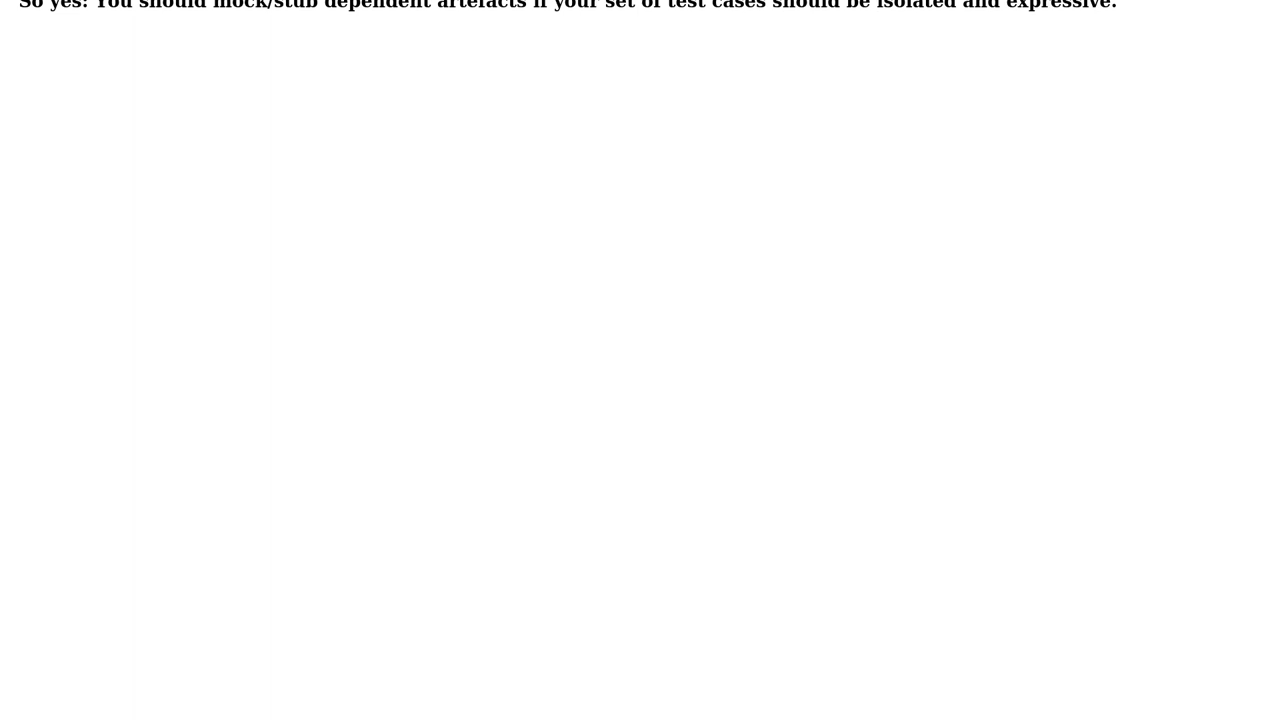 So yes: You should mock/stub dependent artefacts if your set of test cases should be isolated and expressive.